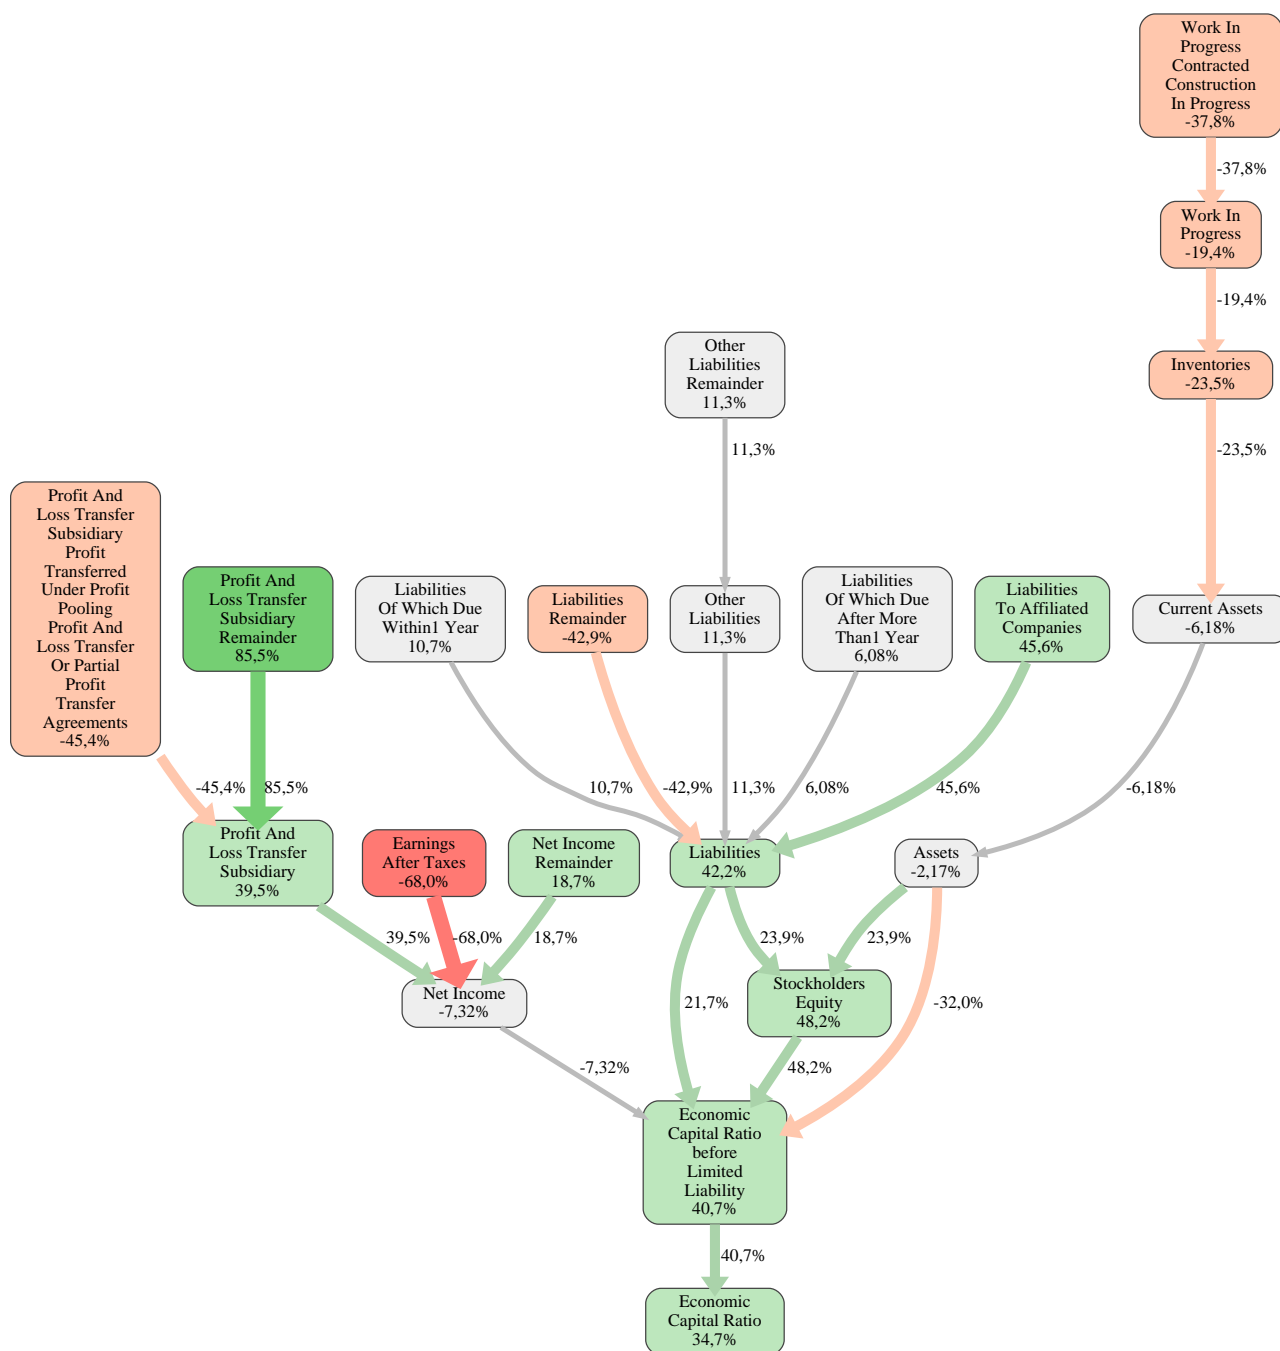 Work In
Progress
Contracted
Construction
In Progress
-37,8%
-37,8%
Work In
Progress
-19,4%
-19,4%
Other
Liabilities
Remainder
11,3%
Inventories
-23,5%
11,3%
-23,5%
Profit And
Loss Transfer
Subsidiary
Profit
Transferred
Under Profit
Pooling
Profit And
Loss Transfer
Or Partial
Profit
Transfer
Agreements
-45,4%
Profit And
Loss Transfer
Subsidiary
Remainder
85,5%
Liabilities
Of Which Due
Within1 Year
10,7%
Liabilities
Remainder
-42,9%
Other
Liabilities
11,3%
Liabilities
Of Which Due
After More
Than1 Year
6,08%
Liabilities
To Affiliated
Companies
45,6%
Current Assets
-6,18%
-45,4%
85,5%
10,7%
-42,9%
11,3%
6,08%
45,6%
-6,18%
Profit And
Loss Transfer
Subsidiary
39,5%
Earnings
After Taxes
-68,0%
Net Income
Remainder
18,7%
Liabilities
42,2%
Assets
-2,17%
39,5%
-68,0%
18,7%
23,9%
23,9%
Net Income
-7,32%
Stockholders
Equity
48,2%
21,7%
-32,0%
-7,32%
48,2%
Economic
Capital Ratio
before
Limited
Liability
40,7%
40,7%
Economic
Capital Ratio
34,7%